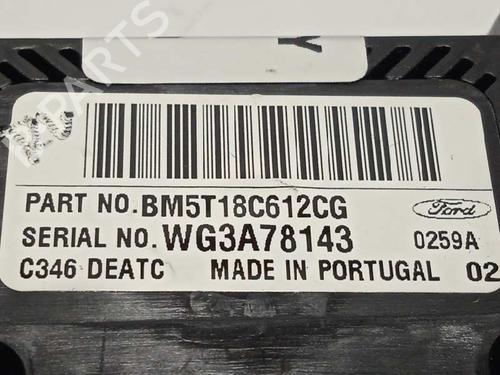 Y
PART NO. BM5T18C612CG
Ford
SERIAL NO. WG3A78143 0259A
C346 DEATC MADE IN PORTUGAL 02